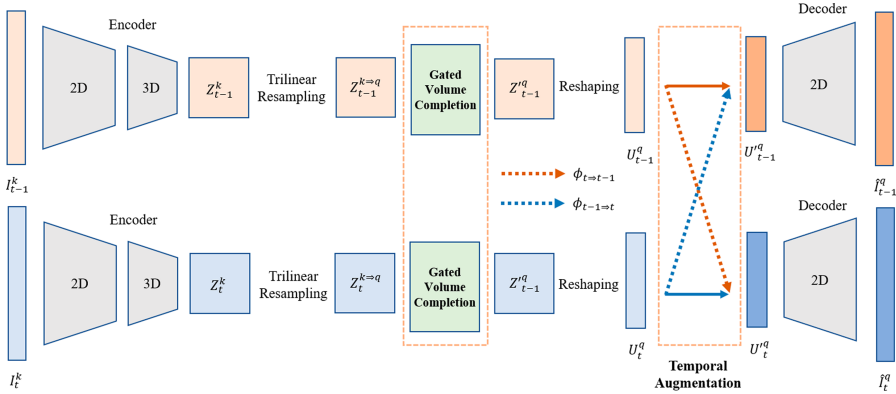 Encoder
2D
3D
Z^k_{t-1}
Trilinear
Resampling
Z^{k⇒q}_{t-1}
Gated
Volume
Completion
Z'^q_{t-1}
Reshaping
U^q_{t-1}
U'^q_{t-1}
Decoder
2D
I^k_{t-1}
Î^q_{t-1}
ϕ_{t⇒t-1}
ϕ_{t-1⇒t}
Encoder
2D
3D
Z^k_t
Trilinear
Resampling
Z^{k⇒q}_t
Gated
Volume
Completion
Z'^q_{t-1}
Reshaping
U^q_t
U'^q_t
Decoder
2D
I^k_t
Temporal
Augmentation
Î^q_t